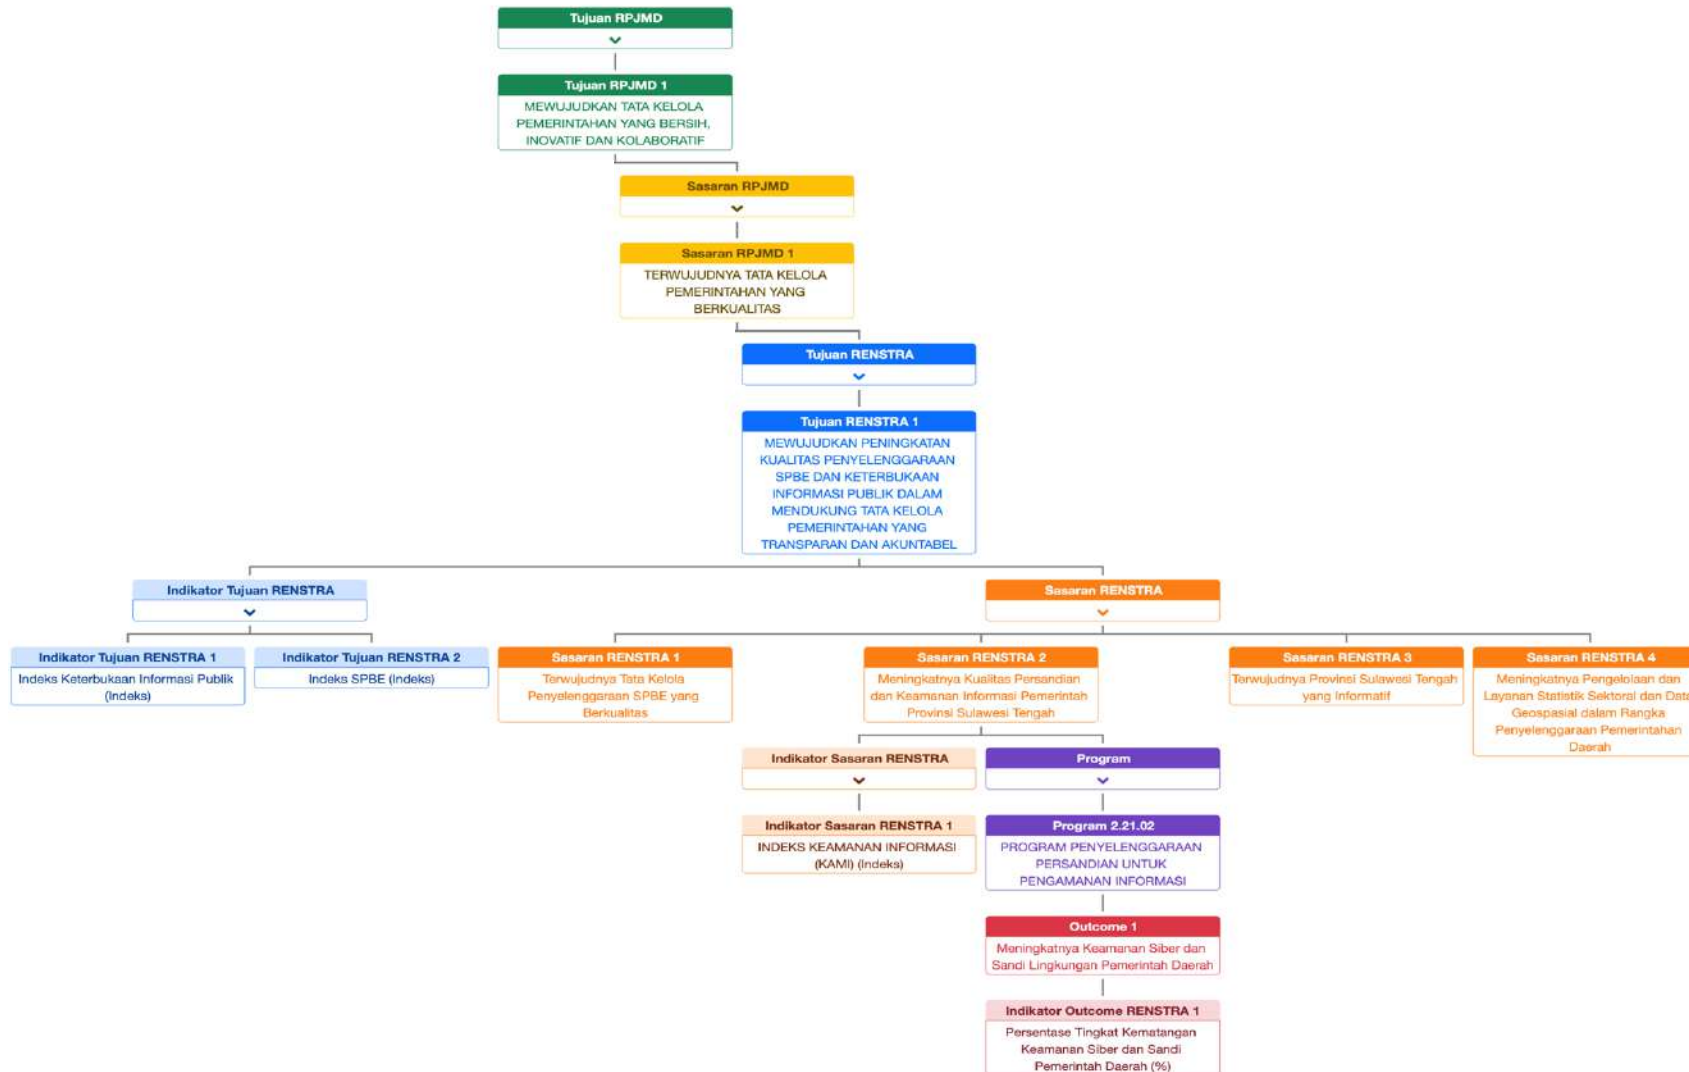 Tujuan RPJMD
Tujuan RPJMD 1
MEWUJUDKAN TATA KELOLA
PEMERINTAHAN YANG BERSIH,
INOVATIF DAN KOLABORATIF
Sasaran RPJMD
Sasaran RPJMD 1
TERWUJUDNYA TATA KELOLA
PEMERINTAHAN YANG
BERKUALITAS
Tujuan RENSTRA
Tujuan RENSTRA 1
MEWUJUDKAN PENINGKATAN
KUALITAS PENYELENGGARAAN
SPBE DAN KETERBUKAAN
INFORMASI PUBLIK DALAM
MENDUKUNG TATA KELOLA
PEMERINTAHAN YANG
TRANSPARAN DAN AKUNTABEL
Indikator Tujuan RENSTRA
Sasaran RENSTRA
Indikator Tujuan RENSTRA 1
Indeks Keterbukaan Informasi Publik
(Indeks)
Indikator Tujuan RENSTRA 2
Indeks SPBE (Indeks)
Sasaran RENSTRA 1
Terwujudnya Tata Kelola
Penyelenggaraan SPBE yang
Berkualitas
Sasaran RENSTRA 2
Meningkatnya Kualitas Persandian
dan Keamanan Informasi Pemerintah
Provinsi Sulawesi Tengah
Sasaran RENSTRA 3
Terwujudnya Provinsi Sulawesi Tengah
yang Informatif
Sasaran RENSTRA 4
Meningkatnya Pengelolaan dan
Layanan Statistik Sektoral dan Data
Geospasial dalam Rangka
Penyelenggaraan Pemerintahan
Daerah
Indikator Sasaran RENSTRA
Program
Indikator Sasaran RENSTRA 1
INDEKS KEAMANAN INFORMASI
(KAMI) (Indeks)
Program 2.21.02
PROGRAM PENYELENGGARAAN
PERSANDIAN UNTUK
PENGAMANAN INFORMASI
Outcome 1
Meningkatnya Keamanan Siber dan
Sandi Lingkungan Pemerintah Daerah
Indikator Outcome RENSTRA 1
Persentase Tingkat Kematangan
Keamanan Siber dan Sandi
Pemerintah Daerah (%)